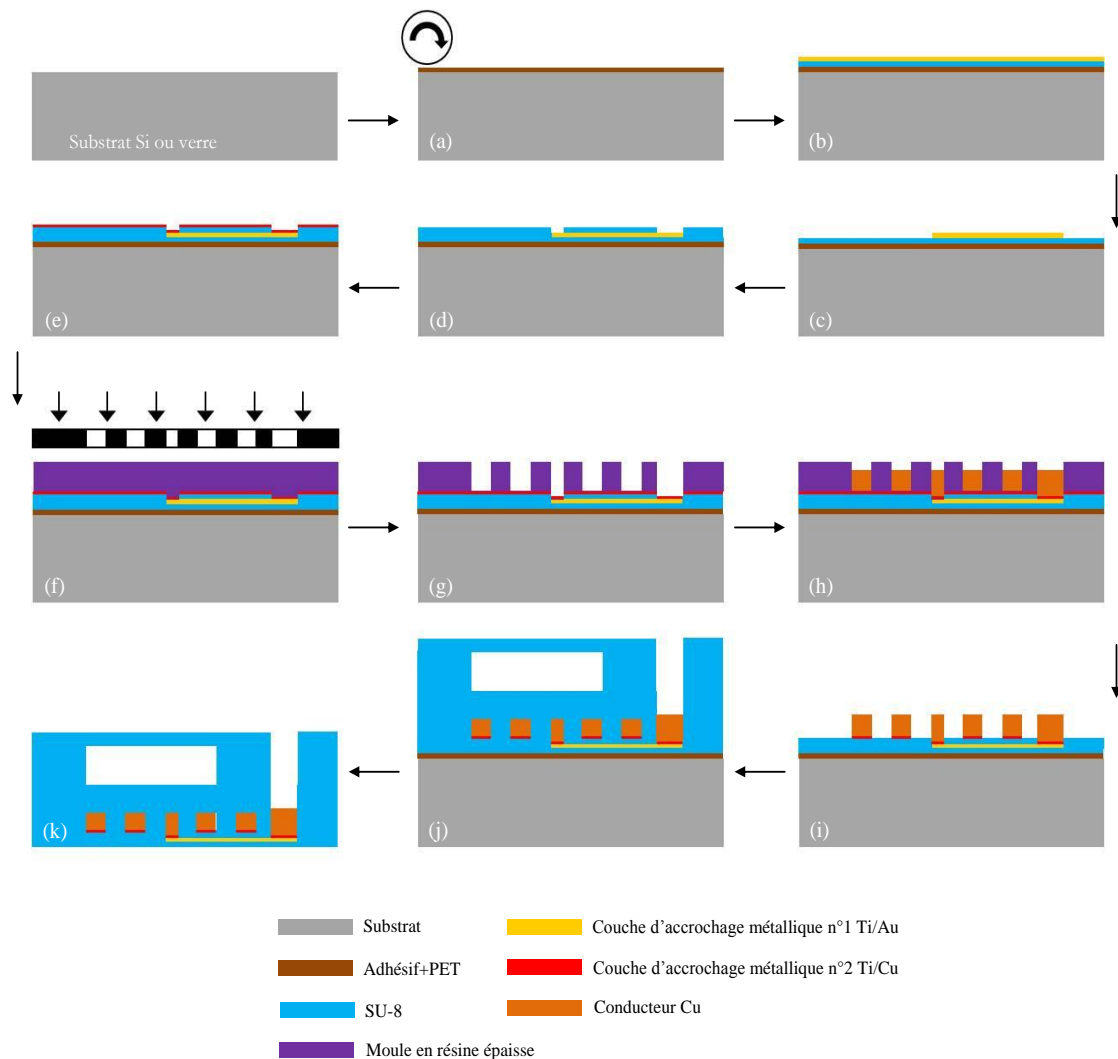 Substrat Si ou verre
(a)
(b)
(e)
(d)
(c)
(f)
(g)
(h)
(k)
(j)
(i)
Substrat
Couche d’accrochage métallique n°1 Ti/Au
Adhésif+PET
Couche d’accrochage métallique n°2 Ti/Cu
SU-8
Conducteur Cu
Moule en résine épaisse